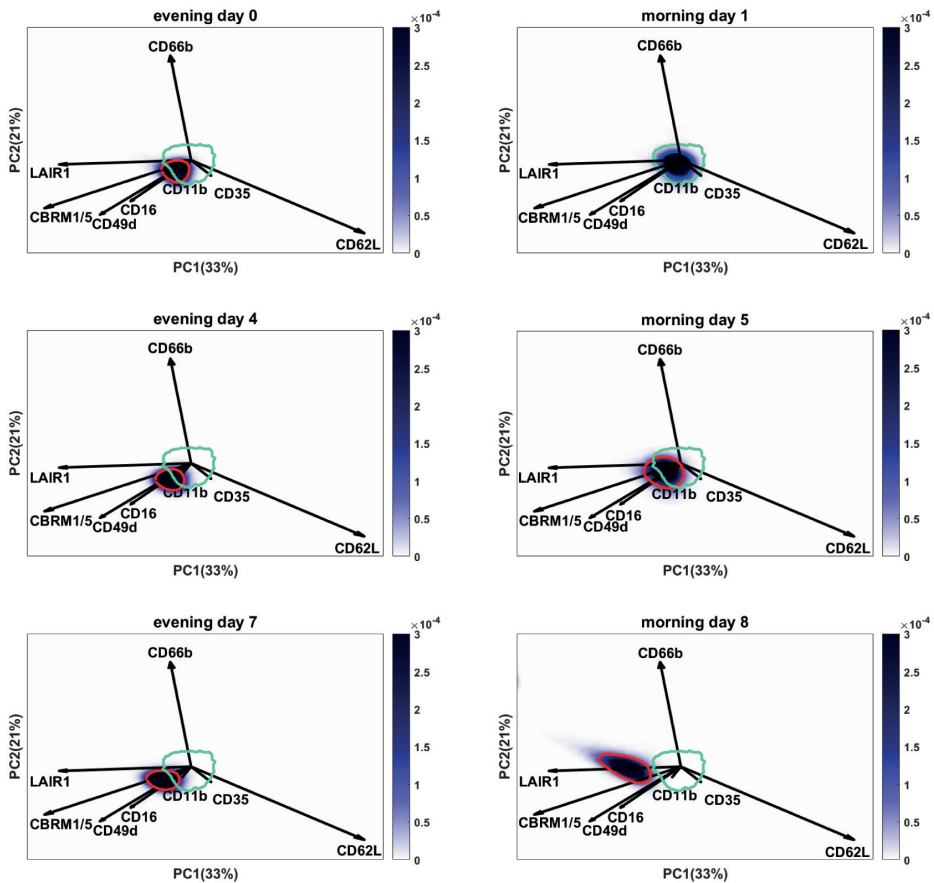 evening day 0
×10⁻⁴
CD66b
3
2.5
2
1.5
1
0.5
0
PC2(21%)
LAIR1
CBRM1/5
CD49d
CD16
CD11b
CD35
CD62L
PC1(33%)
morning day 1
×10⁻⁴
CD66b
3
2.5
2
1.5
1
0.5
0
PC2(21%)
LAIR1
CBRM1/5
CD49d
CD16
CD11b
CD35
CD62L
PC1(33%)
evening day 4
×10⁻⁴
CD66b
3
2.5
2
1.5
1
0.5
0
PC2(21%)
LAIR1
CBRM1/5
CD49d
CD16
CD11b
CD35
CD62L
PC1(33%)
morning day 5
×10⁻⁴
CD66b
3
2.5
2
1.5
1
0.5
0
PC2(21%)
LAIR1
CBRM1/5
CD49d
CD16
CD11b
CD35
CD62L
PC1(33%)
evening day 7
×10⁻⁴
CD66b
3
2.5
2
1.5
1
0.5
0
PC2(21%)
LAIR1
CBRM1/5
CD49d
CD16
CD11b
CD35
CD62L
PC1(33%)
morning day 8
×10⁻⁴
CD66b
3
2.5
2
1.5
1
0.5
0
PC2(21%)
LAIR1
CBRM1/5
CD49d
CD16
CD11b
CD35
CD62L
PC1(33%)